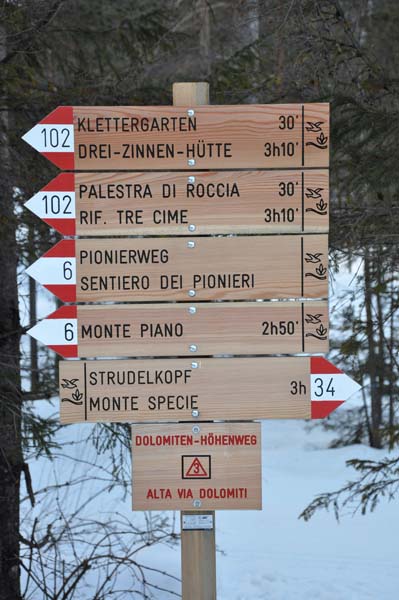 102 KLETTERGARTEN 30'
DREI-ZINNEN-HÜTTE 3h10'
102 PALESTRA DI ROCCIA 30'
RIF. TRE CIME 3h10'
6 PIONIERWEG
SENTIERO DEI PIONIERI
6 MONTE PIANO 2h50'
STRUDELKOPF 3h 34
MONTE SPECIE
DOLOMITEN-HÖHENWEG
3
ALTA VIA DOLOMITI